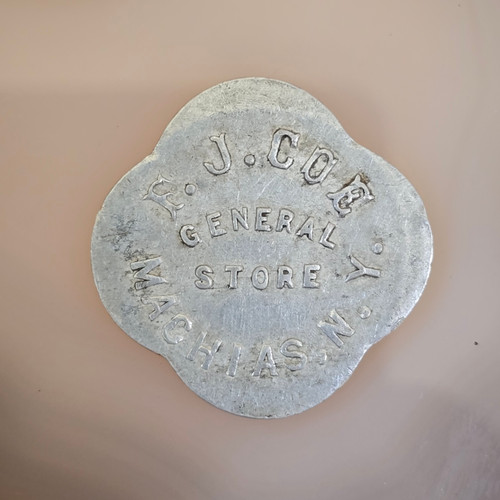 E. J. COE
GENERAL
STORE
MACHIAS. N. Y.